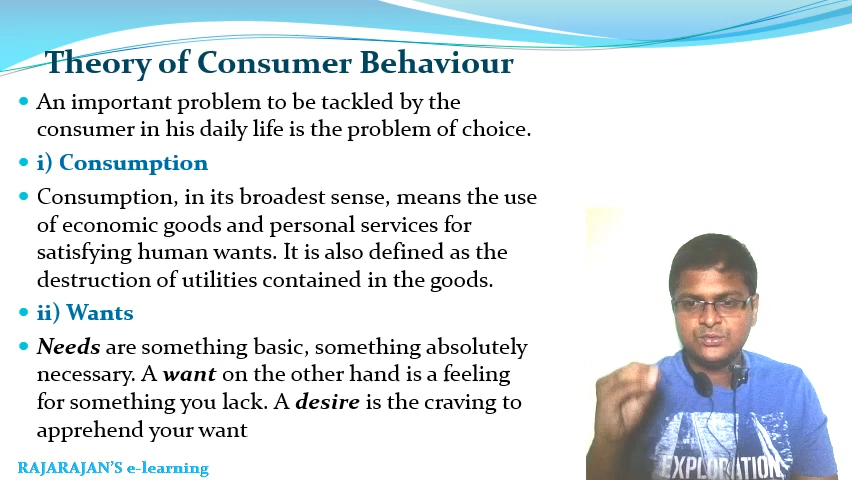 Theory of Consumer Behaviour
An important problem to be tackled by the
consumer in his daily life is the problem of choice.
i) Consumption
Consumption, in its broadest sense, means the use
of economic goods and personal services for
satisfying human wants. It is also defined as the
destruction of utilities contained in the goods.
ii) Wants
Needs are something basic, something absolutely
necessary. A want on the other hand is a feeling
for something you lack. A desire is the craving to
apprehend your want
EXPLORATION
RAJARAJAN'S e-learning